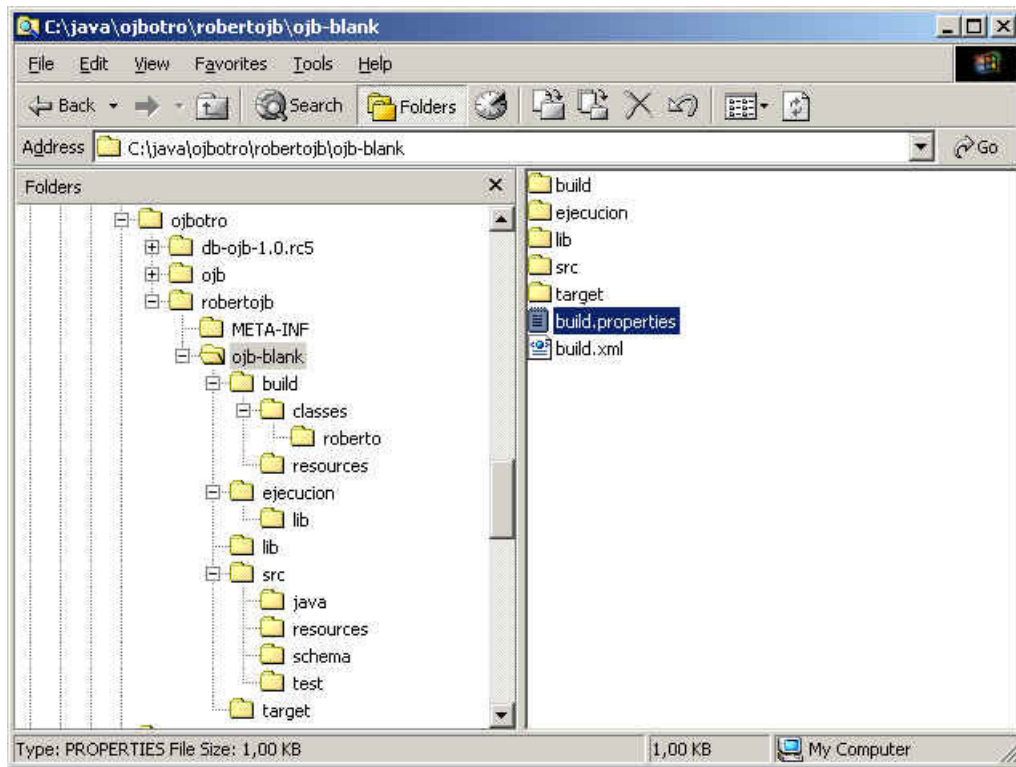 C:\java\ojbotro\robertojb\ojb-blank
File Edit View Favorites Tools Help
Back Search Folders
Address C:\java\ojbotro\robertojb\ojb-blank Go
Folders
ojbotro
db-ojb-1.0.rc5
ojb
robertojb
META-INF
ojb-blank
build
classes
roberto
resources
ejecucion
lib
lib
src
java
resources
schema
test
target
build
ejecucion
lib
src
target
build.properties
build.xml
Type: PROPERTIES File Size: 1,00 KB 1,00 KB My Computer